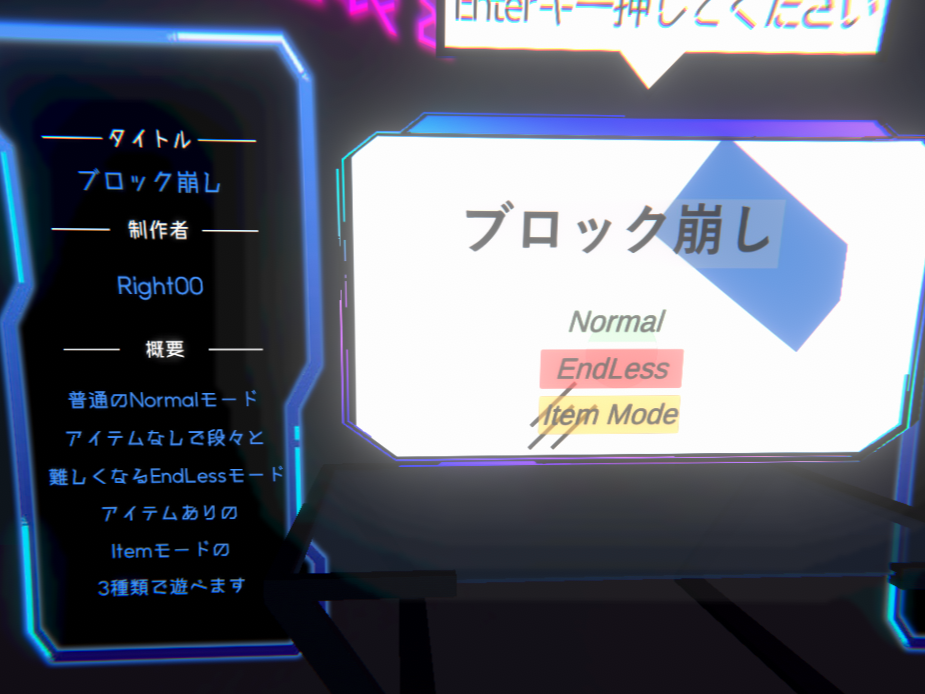 Enterキー押してください
タイトル
ブロック崩し
制作者
Right00
概要
普通のNormalモード
アイテムなしで段々と
難しくなるEndLessモード
アイテムありの
Itemモードの
3種類で遊べます
ブロック崩し
Normal
EndLess
Item Mode